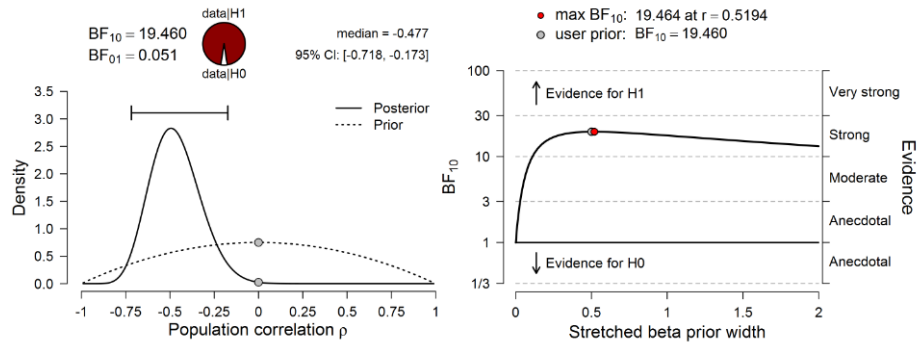 data|H1
BF10 = 19.460
BF01 = 0.051
data|H0
median = -0.477
95% CI: [-0.718, -0.173]
3.5
3.0
2.5
2.0
1.5
1.0
0.5
0.0
Density
Posterior
Prior
-1
-0.75
-0.5
-0.25
0
0.25
0.5
0.75
1
Population correlation ρ
max BF10: 19.464 at r = 0.5194
user prior: BF10 = 19.460
100
30
10
3
1
1/3
BF10
Evidence for H1
Evidence for H0
Very strong
Strong
Moderate
Anecdotal
Anecdotal
Evidence
0
0.5
1
1.5
2
Stretched beta prior width